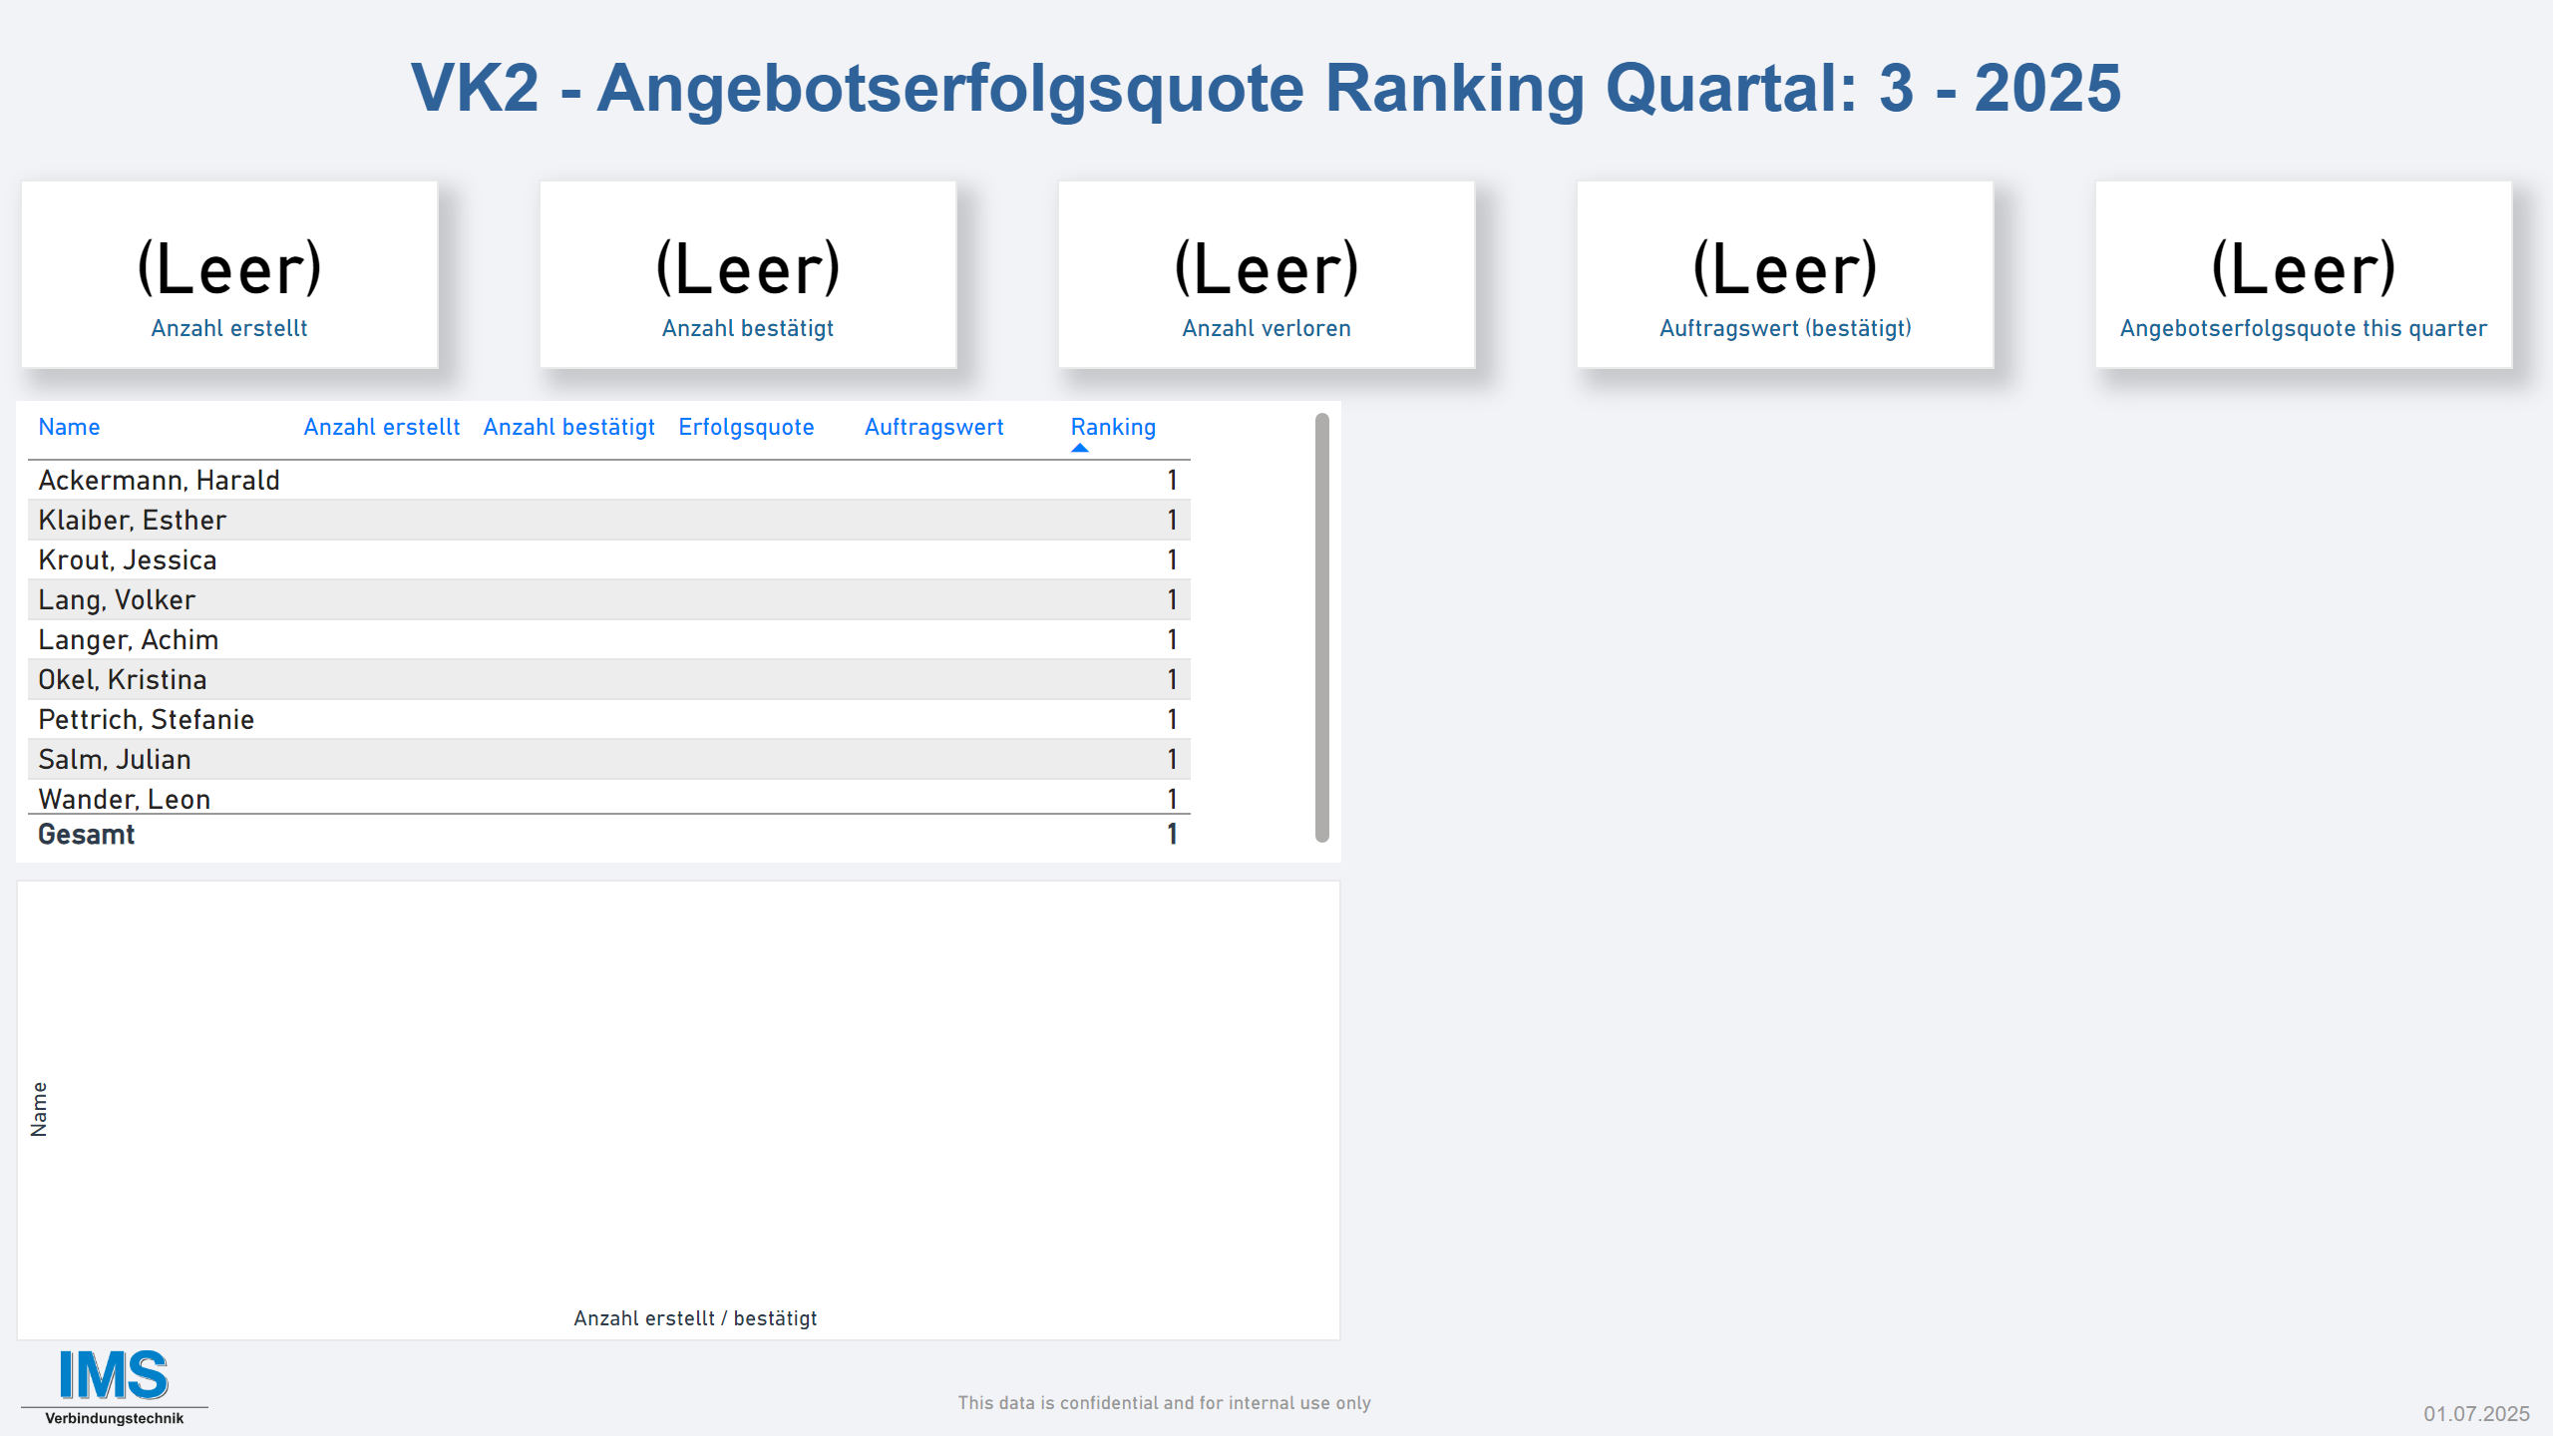 VK2 - Angebotserfolgsquote Ranking Quartal: 3 - 2025
(Leer) (Leer) (Leer) (Leer) (Leer)
Anzahl erstellt Anzahl bestätigt Anzahl verloren Auftragswert (bestätigt) Angebotserfolgsquote this quarter
Name Anzahl erstellt Anzahl bestätigt Erfolgsquote Auftragswert Ranking
Ackermann, Harald 1
Klaiber, Esther 1
Krout, Jessica 1
Lang, Volker 1
Langer, Achim 1
Okel, Kristina 1
Pettrich, Stefanie 1
Salm, Julian 1
Wander, Leon 1
Gesamt 1
Name
Anzahl erstellt / bestätigt
IMS
Verbindungstechnik
This data is confidential and for internal use only
01.07.2025